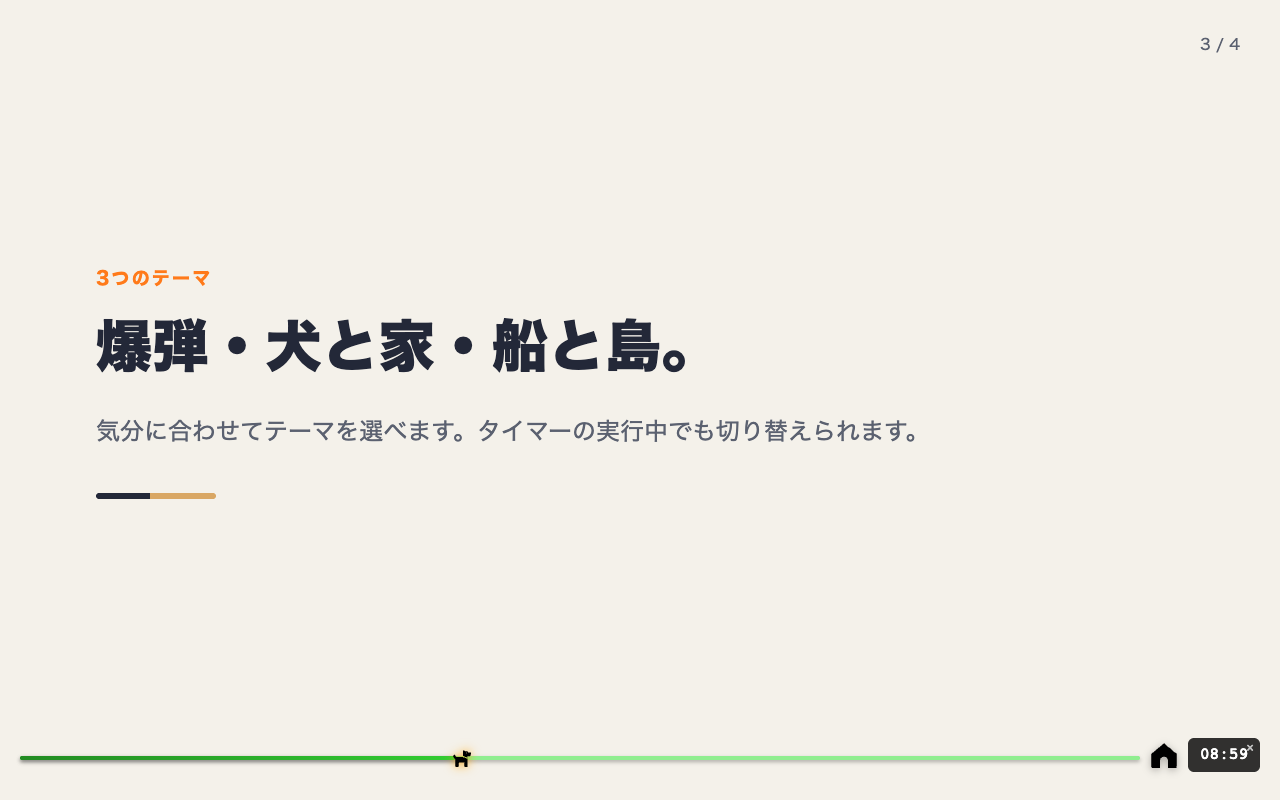 3 / 4
3つのテーマ
爆弾・犬と家・船と島。
気分に合わせてテーマを選べます。タイマーの実行中でも切り替えられます。
08:59×